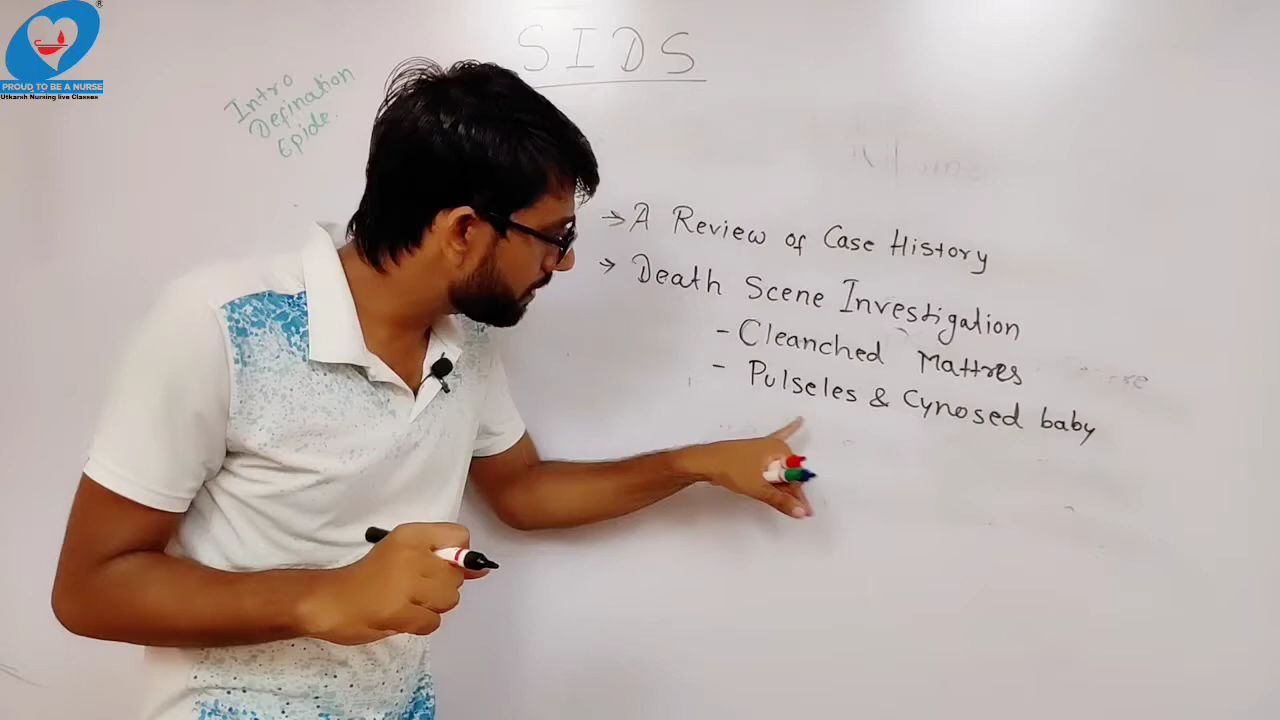 ®
PROUD TO BE A NURSE
Utkarsh Nursing live Classes
SIDS
Intro
Defination
Epide.
→ A Review of Case History
→ Death Scene Investigation
- Cleanched Mattres
- Pulseles & Cynosed baby